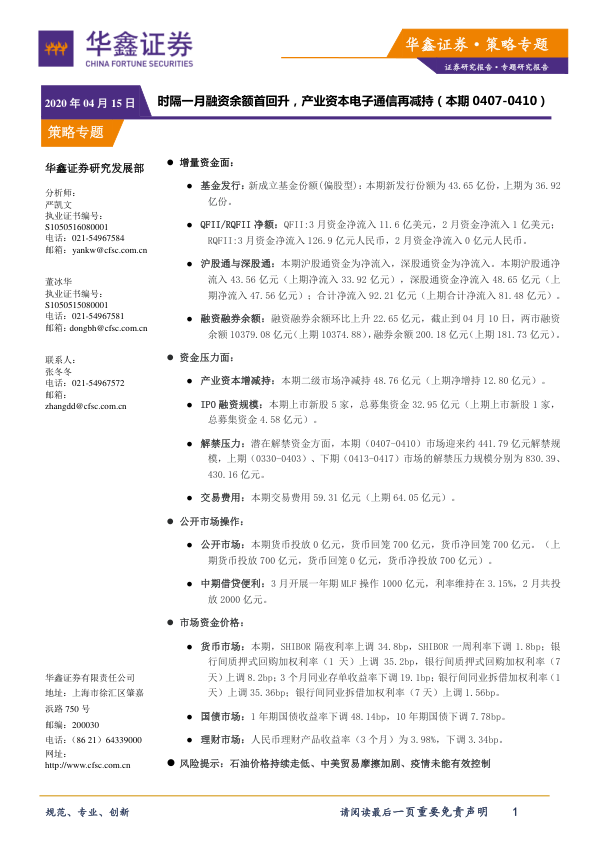 华鑫证券
CHINA FORTUNE SECURITIES
华鑫证券·策略专题
证券研究报告·专题研究报告
2020 年 04 月 15 日
时隔一月融资余额首回升，产业资本电子通信再减持（本期 0407-0410）
策略专题
华鑫证券研究发展部
分析师：
严凯文
执业证书编号：
S1050516080001
电话：021-54967584
邮箱：yankw@cfsc.com.cn
董冰华
执业证书编号：
S1050515080001
电话：021-54967581
邮箱：dongbh@cfsc.com.cn
联系人：
张冬冬
电话：021-54967572
邮箱：
zhangdd@cfsc.com.cn
华鑫证券有限责任公司
地址：上海市徐汇区肇嘉
浜路 750 号
邮编：200030
电话：（86 21）64339000
网址：
http://www.cfsc.com.cn
● 增量资金面：
● 基金发行：新成立基金份额(偏股型)：本期新发行份额为 43.65 亿份，上期为 36.92
亿份。
● QFII/RQFII 净额：QFII:3 月资金净流入 11.6 亿美元，2 月资金净流入 1 亿美元；
RQFII:3 月资金净流入 126.9 亿元人民币，2 月资金净流入 0 亿元人民币。
● 沪股通与深股通：本期沪股通资金为净流入，深股通资金为净流入。本期沪股通净
流入 43.56 亿元（上期净流入 33.92 亿元），深股通资金净流入 48.65 亿元（上
期净流入 47.56 亿元）；合计净流入 92.21 亿元（上期合计净流入 81.48 亿元）。
● 融资融券余额：融资融券余额环比上升 22.65 亿元，截止到 04 月 10 日，两市融资
余额 10379.08 亿元（上期 10374.88），融券余额 200.18 亿元（上期 181.73 亿元）。
● 资金压力面：
● 产业资本增减持：本期二级市场净减持 48.76 亿元（上期净增持 12.80 亿元）。
● IPO 融资规模：本期上市新股 5 家，总募集资金 32.95 亿元（上期上市新股 1 家，
总募集资金 4.58 亿元）。
● 解禁压力：潜在解禁资金方面，本期（0407-0410）市场迎来约 441.79 亿元解禁规
模，上期（0330-0403）、下期（0413-0417）市场的解禁压力规模分别为 830.39、
430.16 亿元。
● 交易费用：本期交易费用 59.31 亿元（上期 64.05 亿元）。
● 公开市场操作：
● 公开市场：本期货币投放 0 亿元，货币回笼 700 亿元，货币净回笼 700 亿元。（上
期货币投放 700 亿元，货币回笼 0 亿元，货币净投放 700 亿元）。
● 中期借贷便利：3 月开展一年期 MLF 操作 1000 亿元，利率维持在 3.15%，2 月共投
放 2000 亿元。
● 市场资金价格：
● 货币市场：本期，SHIBOR 隔夜利率上调 34.8bp，SHIBOR 一周利率下调 1.8bp；银
行间质押式回购加权利率（1 天）上调 35.2bp，银行间质押式回购加权利率（7
天）上调 8.2bp；3 个月同业存单收益率下调 19.1bp；银行间同业拆借加权利率（1
天）上调 35.36bp；银行间同业拆借加权利率（7 天）上调 1.56bp。
● 国债市场：1 年期国债收益率下调 48.14bp，10 年期国债下调 7.78bp。
● 理财市场：人民币理财产品收益率（3 个月）为 3.98%，下调 3.34bp。
● 风险提示：石油价格持续走低、中美贸易摩擦加剧、疫情未能有效控制
规范、专业、创新
请阅读最后一页重要免责声明 1